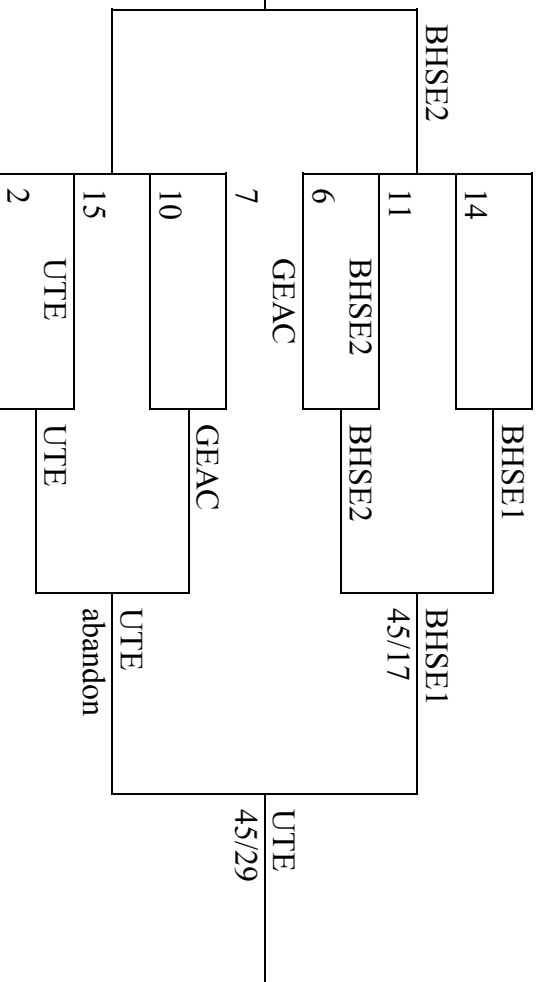 BHSE1
14
BHSE2
BHSE1
11
45/17
BHSE2
BHSE2
6
GEAC
UTE
7
45/29
GEAC
10
UTE
15
abandon
UTE
UTE
2